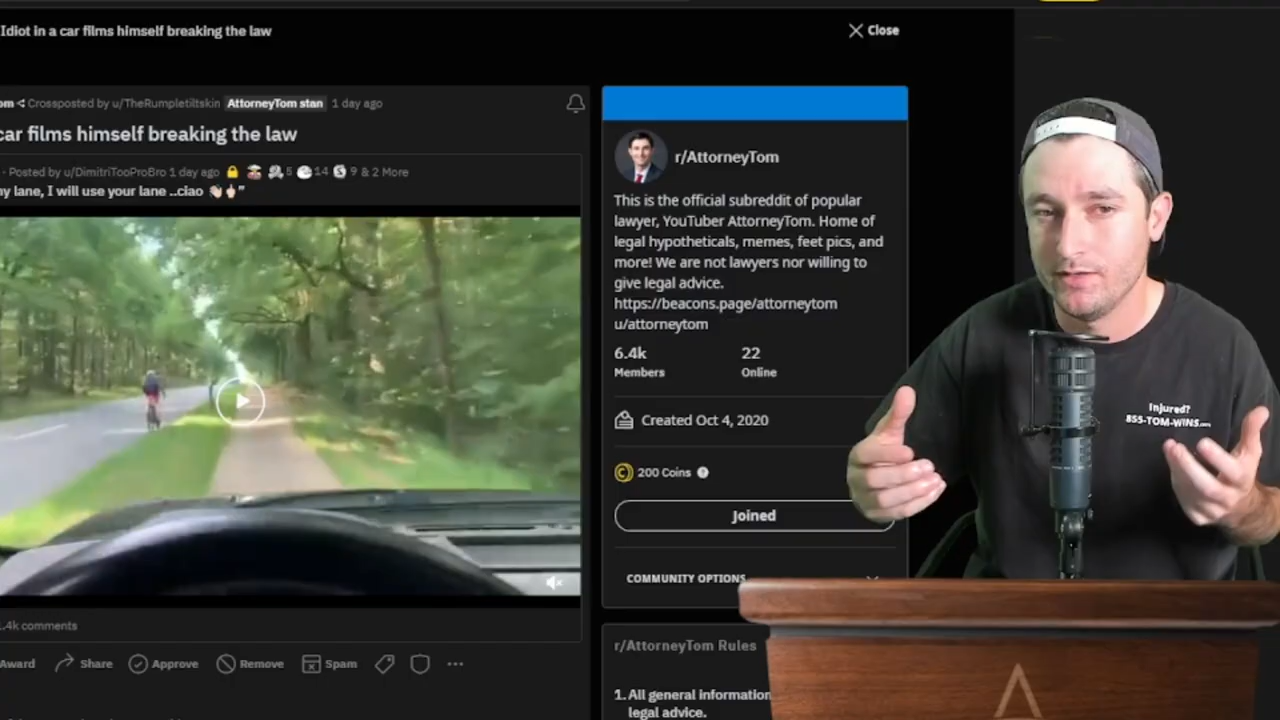 Idiot in a car films himself breaking the law
Close
om Crossposted by u/TheRumpletiltskin AttorneyTom stan 1 day ago
car films himself breaking the law
· Posted by u/DimitriTooProBro 1 day ago 5 14 9 & 2 More
ny lane, I will use your lane ..ciao 👋🏻🖕🏻"
.4k comments
Award Share Approve Remove Spam
r/AttorneyTom
This is the official subreddit of popular
lawyer, YouTuber AttorneyTom. Home of
legal hypotheticals, memes, feet pics, and
more! We are not lawyers nor willing to
give legal advice.
https://beacons.page/attorneytom
u/attorneytom
6.4k 22
Members Online
Created Oct 4, 2020
200 Coins
Joined
COMMUNITY OPTIONS
r/AttorneyTom Rules
1. All general information
legal advice.
Injured?
855-TOM-WINS.com